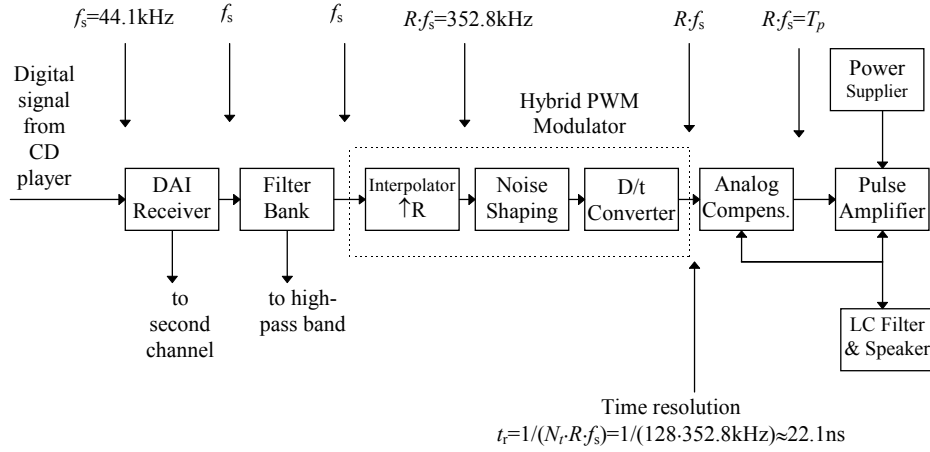 fs=44.1kHz
fs
fs
R·fs=352.8kHz
R·fs
R·fs=Tp
Digital
signal
from
CD
player
Hybrid PWM
Modulator
Power
Supplier
DAI
Receiver
Filter
Bank
Interpolator
↑R
Noise
Shaping
D/t
Converter
Analog
Compens.
Pulse
Amplifier
to
second
channel
to high-
pass band
LC Filter
& Speaker
Time resolution
tr=1/(Nt·R·fs)=1/(128·352.8kHz)≈22.1ns